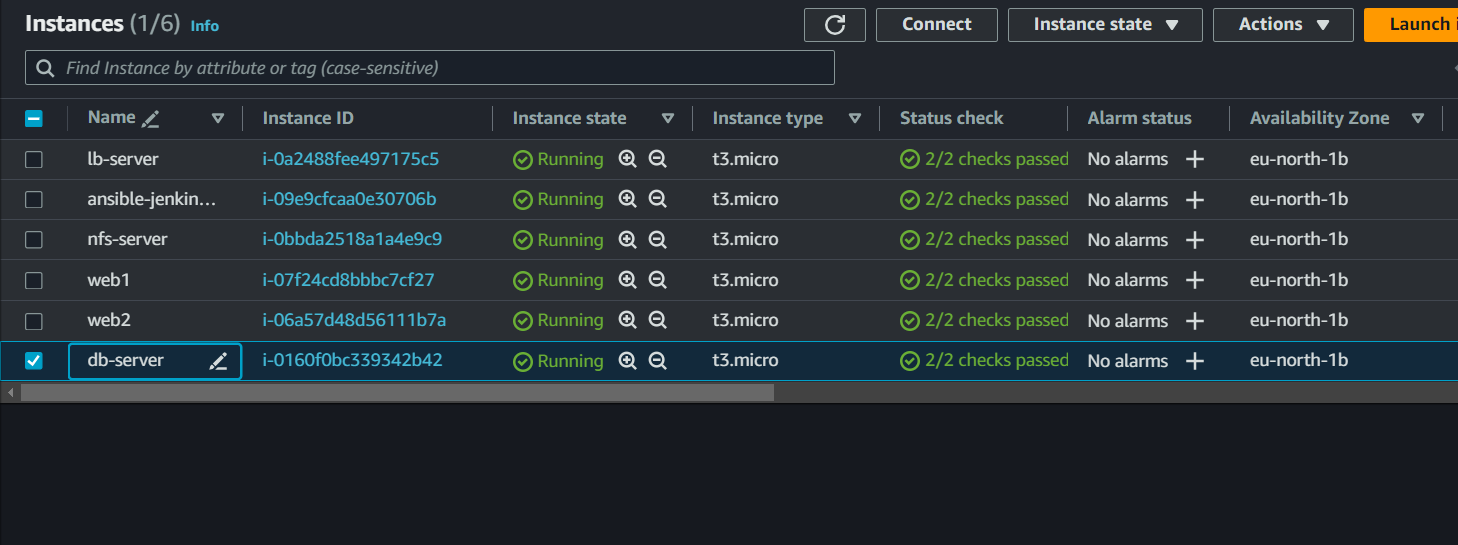 Instances (1/6) Info Connect Instance state Actions Launch
Find Instance by attribute or tag (case-sensitive)
Name Instance ID Instance state Instance type Status check Alarm status Availability Zone
lb-server i-0a2488fee497175c5 Running t3.micro 2/2 checks passed No alarms eu-north-1b
ansible-jenkin... i-09e9cfcaa0e30706b Running t3.micro 2/2 checks passed No alarms eu-north-1b
nfs-server i-0bbda2518a1a4e9c9 Running t3.micro 2/2 checks passed No alarms eu-north-1b
web1 i-07f24cd8bbbc7cf27 Running t3.micro 2/2 checks passed No alarms eu-north-1b
web2 i-06a57d48d56111b7a Running t3.micro 2/2 checks passed No alarms eu-north-1b
db-server i-0160f0bc339342b42 Running t3.micro 2/2 checks passed No alarms eu-north-1b